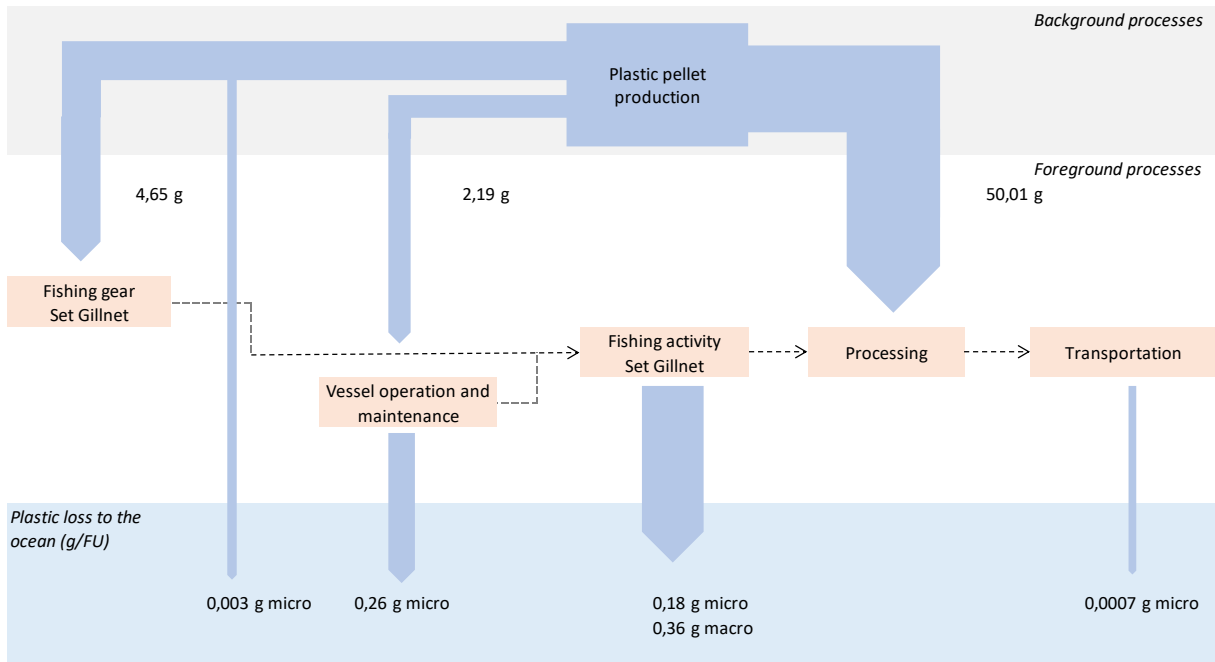 Background processes
Plastic pellet
production
Foreground processes
4,65 g
2,19 g
50,01 g
Fishing gear
Set Gillnet
Fishing activity
Set Gillnet
Processing
Transportation
Vessel operation and
maintenance
Plastic loss to the
ocean (g/FU)
0,003 g micro
0,26 g micro
0,18 g micro
0,36 g macro
0,0007 g micro